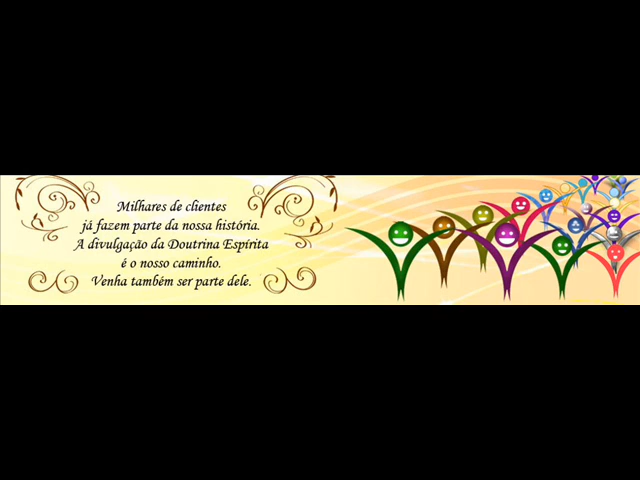 Milhares de clientes
já fazem parte da nossa história.
A divulgação da Doutrina Espírita
é o nosso caminho.
Venha também ser parte dele.